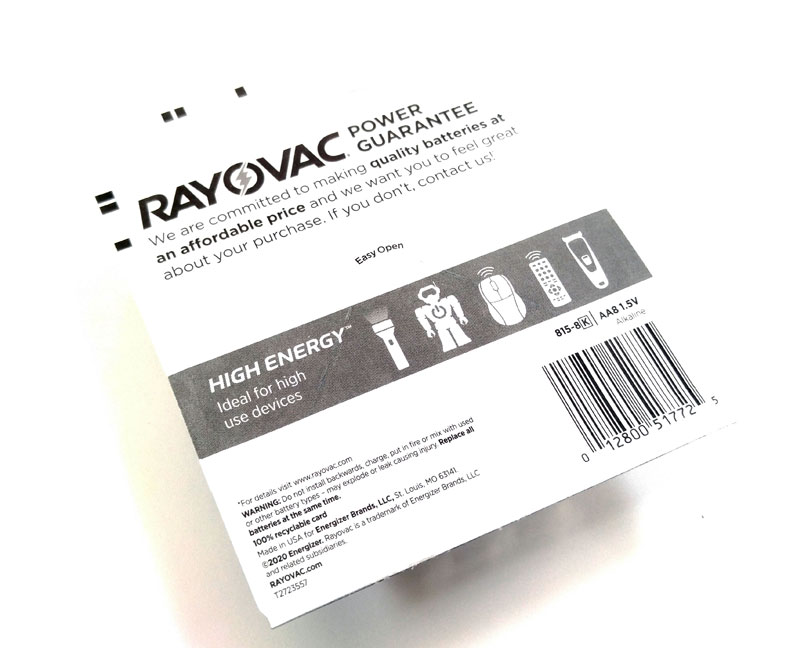 RAYOVAC. POWER
GUARANTEE
We are committed to making quality batteries at
an affordable price and we want you to feel great
about your purchase. If you don't, contact us!
Easy Open
HIGH ENERGY™
Ideal for high
use devices
815-8 K AA8 1.5V
Alkaline
0 12800 51772 5
*For details visit www.rayovac.com
WARNING: Do not install backwards, charge, put in fire or mix with used
or other battery types - may explode or leak causing injury. Replace all
batteries at the same time.
100% recyclable card
Made in USA for Energizer Brands, LLC, St. Louis, MO 63141.
©2020 Energizer. Rayovac is a trademark of Energizer Brands, LLC
and related subsidiaries.
RAYOVAC.com
T2723557